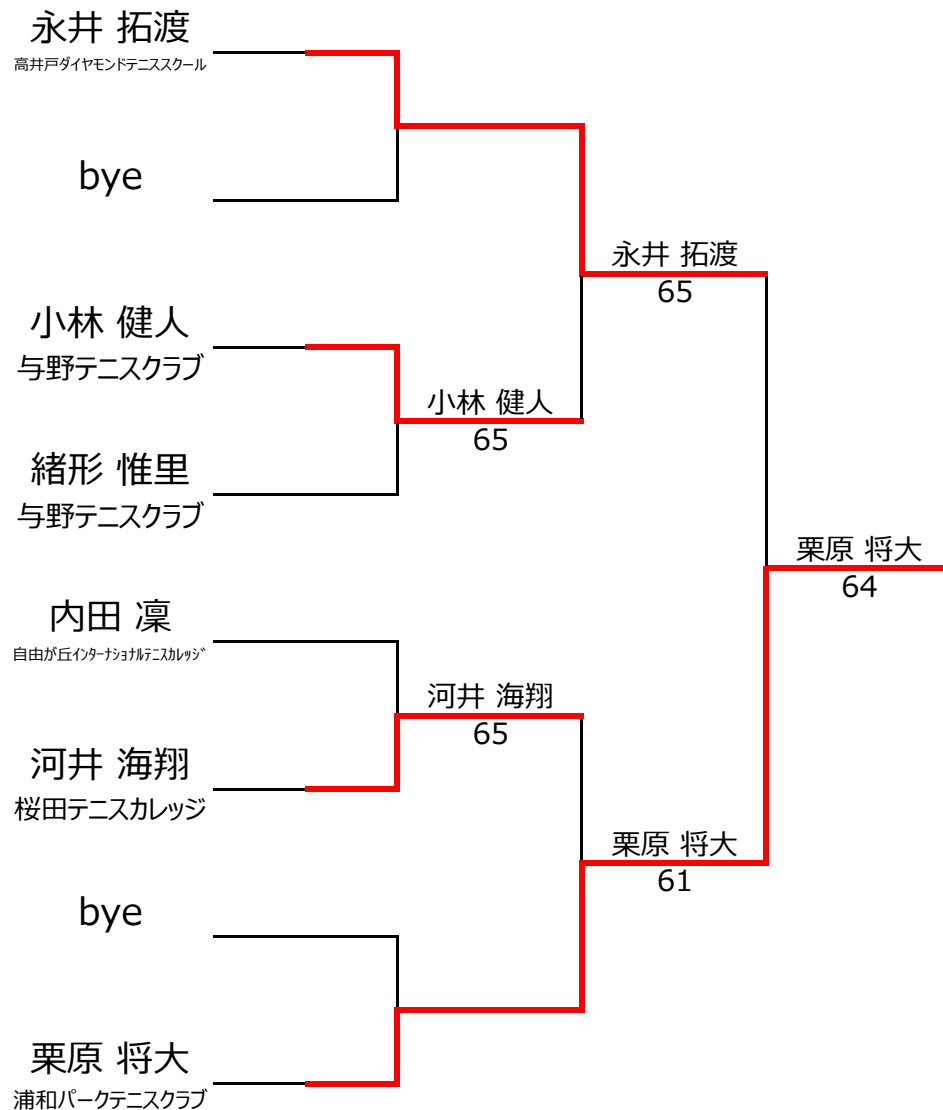 永井 拓渡
高井戸ダイヤモンドテニススクール
bye
永井 拓渡
65
小林 健人
与野テニスクラブ
小林 健人
65
緒形 惟里
与野テニスクラブ
栗原 将大
64
内田 凜
自由が丘インターナショナルテニスカレッジ
河井 海翔
65
河井 海翔
桜田テニスカレッジ
栗原 将大
61
bye
栗原 将大
浦和パークテニスクラブ